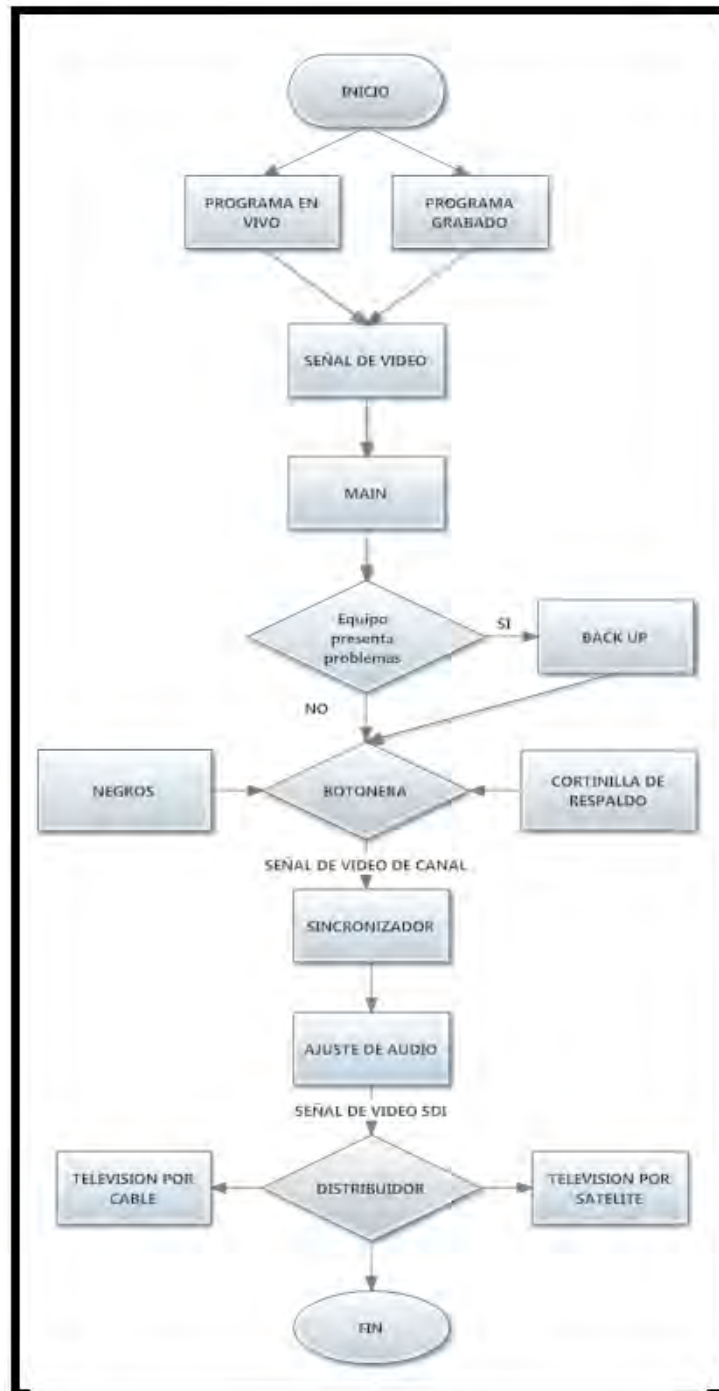 INICIO
PROGRAMA EN
VIVO
PROGRAMA
GRABADO
SEÑAL DE VIDEO
MAIN
Equipo
presenta
problemas
SI
BACK UP
NO
NEGROS
BOTONERA
CORTINILLA DE
RESPALDO
SEÑAL DE VIDEO DE CANAL
SINCRONIZADOR
AJUSTE DE AUDIO
SEÑAL DE VIDEO SDI
TELEVISION POR
CABLE
DISTRIBUIDOR
TELEVISION POR
SATELITE
FIN